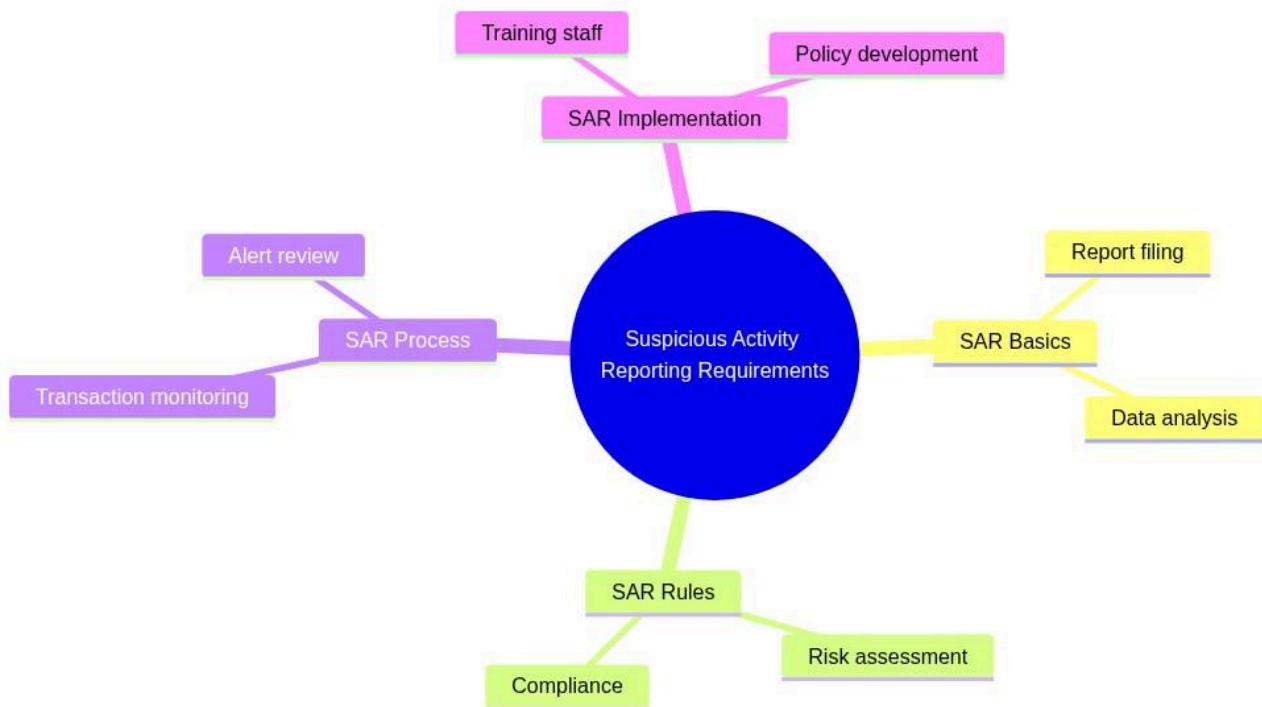 Training staff
Policy development
SAR Implementation
Alert review
SAR Process
Transaction monitoring
Suspicious Activity
Reporting Requirements
Report filing
SAR Basics
Data analysis
SAR Rules
Risk assessment
Compliance